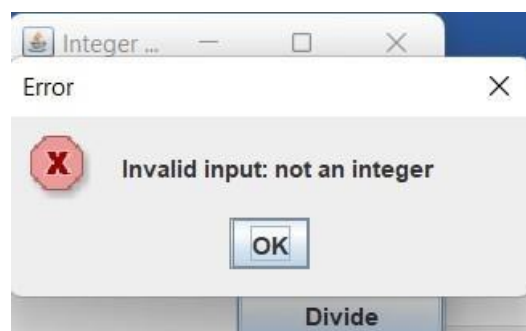 Integer ...
Error
Invalid input: not an integer
OK
Divide